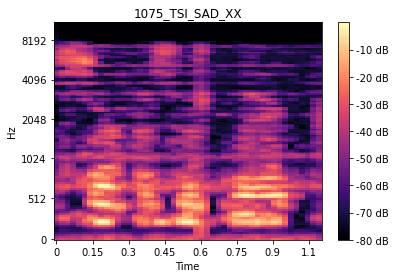 1075_TSI_SAD_XX
8192
4096
2048
1024
512
0
Hz
0
0.15
0.3
0.45
0.6
0.75
0.9
1.1
Time
-10 dB
-20 dB
-30 dB
-40 dB
-50 dB
-60 dB
-70 dB
-80 dB